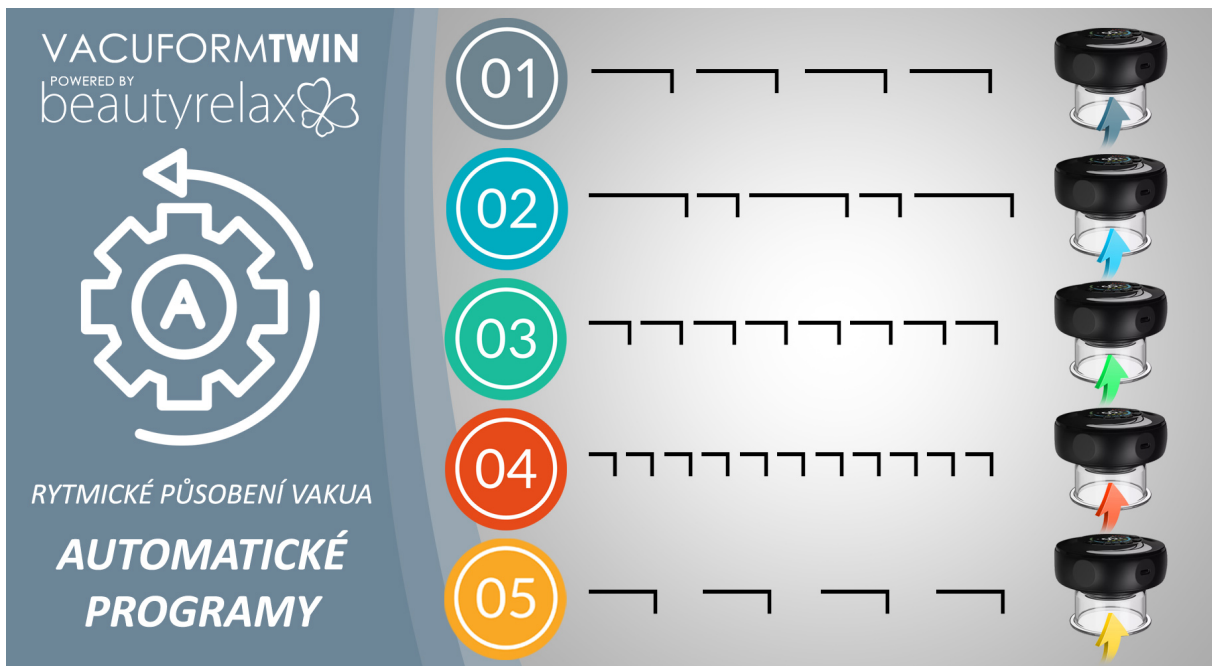 VACUFORMTWIN
POWERED BY
beautyrelax
A
RYTMICKÉ PŮSOBENÍ VAKUA
AUTOMATICKÉ
PROGRAMY
01
02
03
04
05